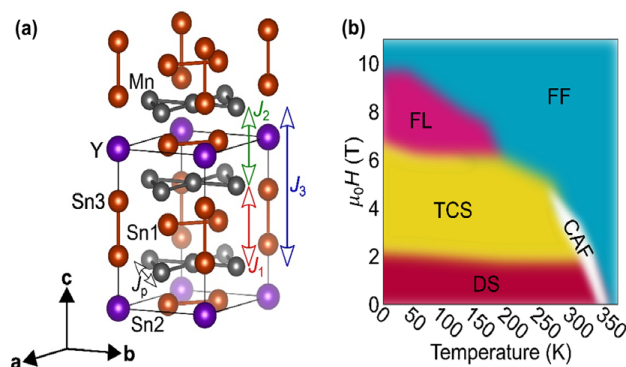 (a)
Mn
J₂
Y
J₃
Sn3
Sn1
J₁
Jₚ
Sn2
c
a
b
(b)
10
8
6
4
2
0
μ₀H (T)
FF
FL
TCS
CAF
DS
0
50
100
150
200
250
300
350
Temperature (K)